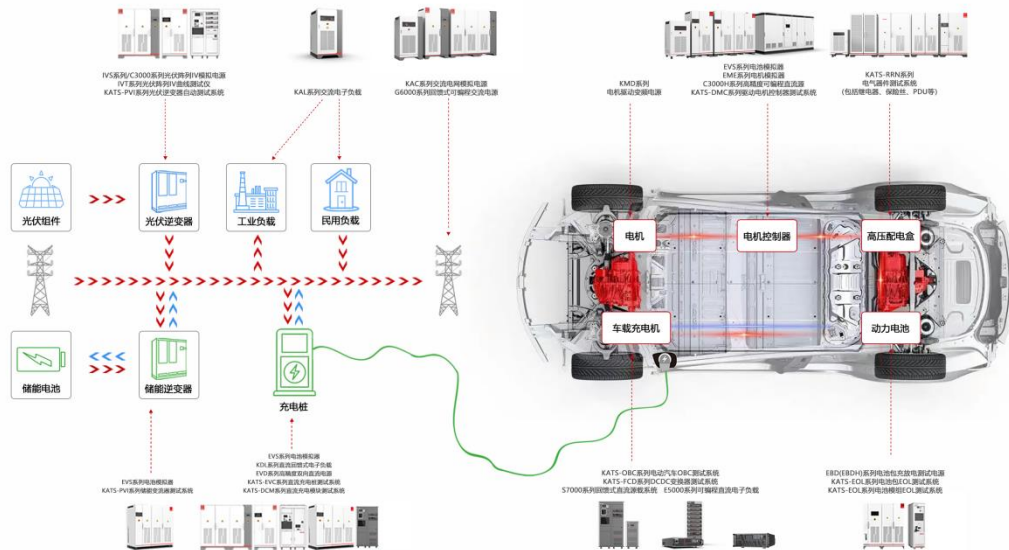 IVS系列/C3000系列光伏阵列IV模拟电源
IVT系列光伏阵列IV曲线测试仪
KATS-PVI系列光伏逆变器自动测试系统
KAL系列交流电子负载
KAC系列交流电网模拟电源
G6000系列回馈式可编程交流电源
KMD系列
电机驱动变频电源
EVS系列电池模拟器
EME系列电机模拟器
C3000H系列高精度可编程直流源
KATS-DMC系列驱动电机控制器测试系统
KATS-RRN系列
电气器件测试系统
(包括继电器、保险丝、PDU等)
光伏组件
光伏逆变器
工业负载
民用负载
电机
电机控制器
高压配电盒
车载充电机
动力电池
储能电池
储能逆变器
充电桩
EVS系列电池模拟器
KATS-PVI系列储能变流器测试系统
EVS系列电池模拟器
KDL系列直流回馈式电子负载
EVD系列高精度双向直流电源
KATS-EVC系列直流充电桩测试系统
KATS-DCM系列直流充电模块测试系统
KATS-OBC系列电动汽车OBC测试系统
KATS-FCD系列DCDC变换器测试系统
S7000系列回馈式直流源载系统 E5000系列可编程直流电子负载
EBD(EBDH)系列电池包充放电测试电源
KATS-EOL系列电池包EOL测试系统
KATS-EOL系列电池模组EOL测试系统